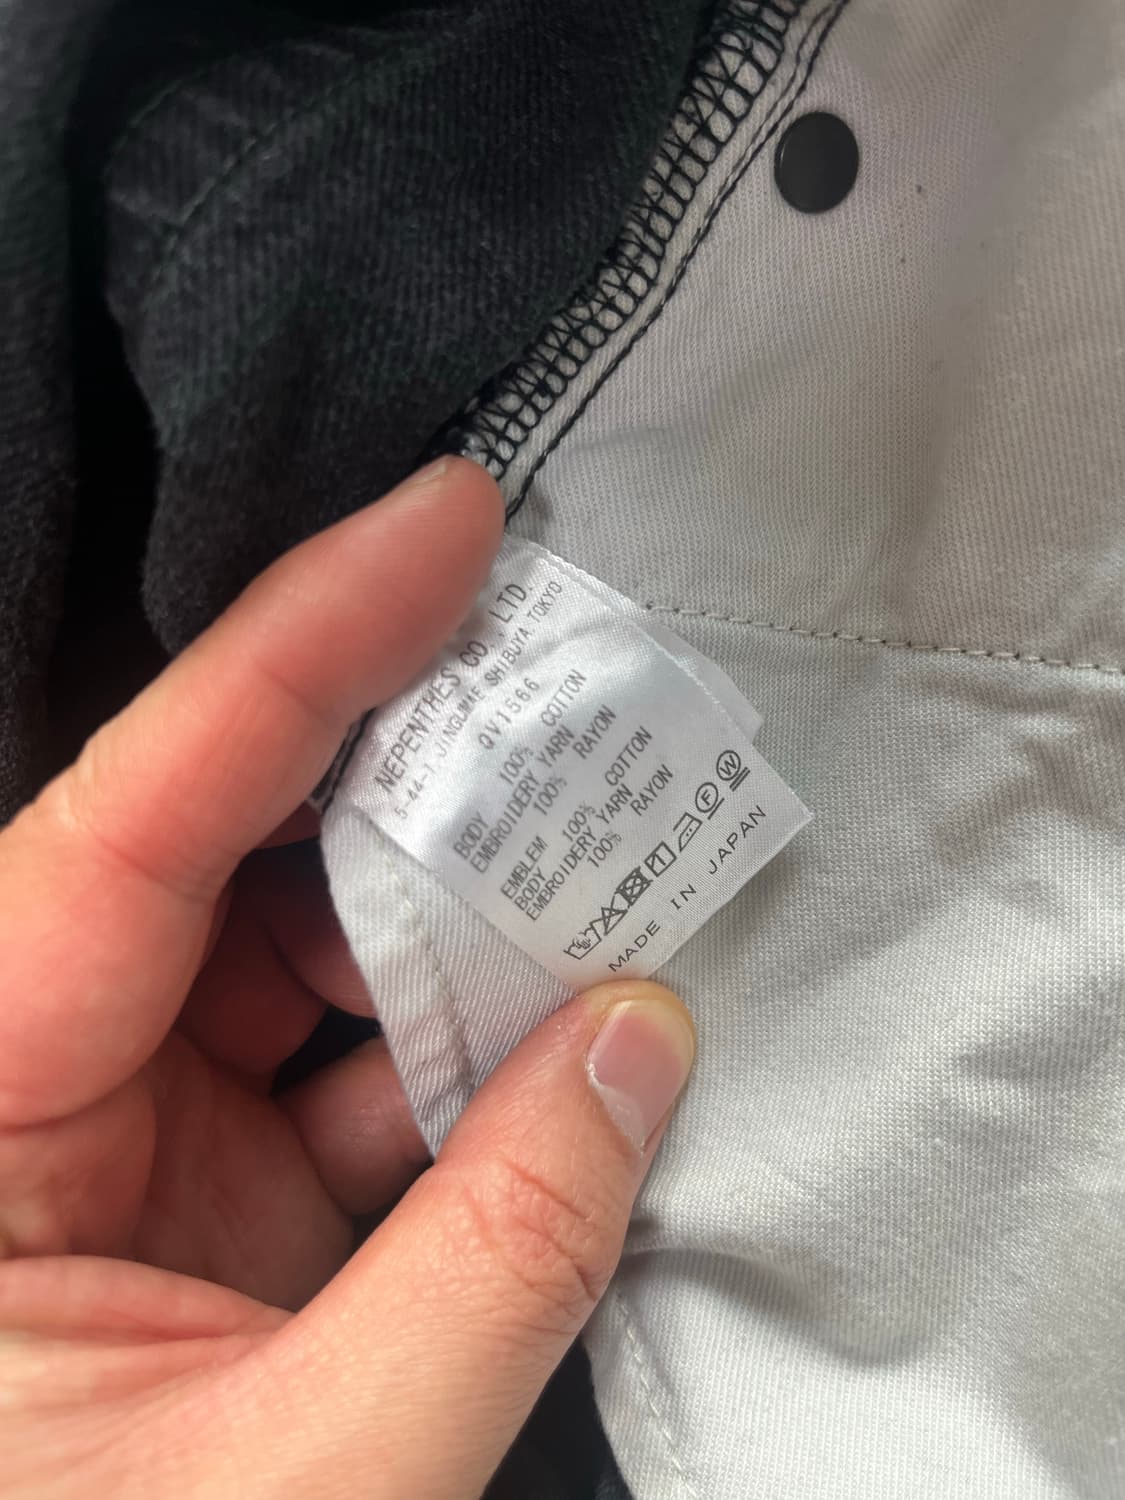 NEPENTHES CO., LTD.
5-44-1 JINGUMAE SHIBUYA TOKYO
QV1566
BODY 100% COTTON
EMBROIDERY YARN
100% RAYON
EMBLEM 100% COTTON
BODY
EMBROIDERY YARN
100% RAYON
F W
MADE IN JAPAN